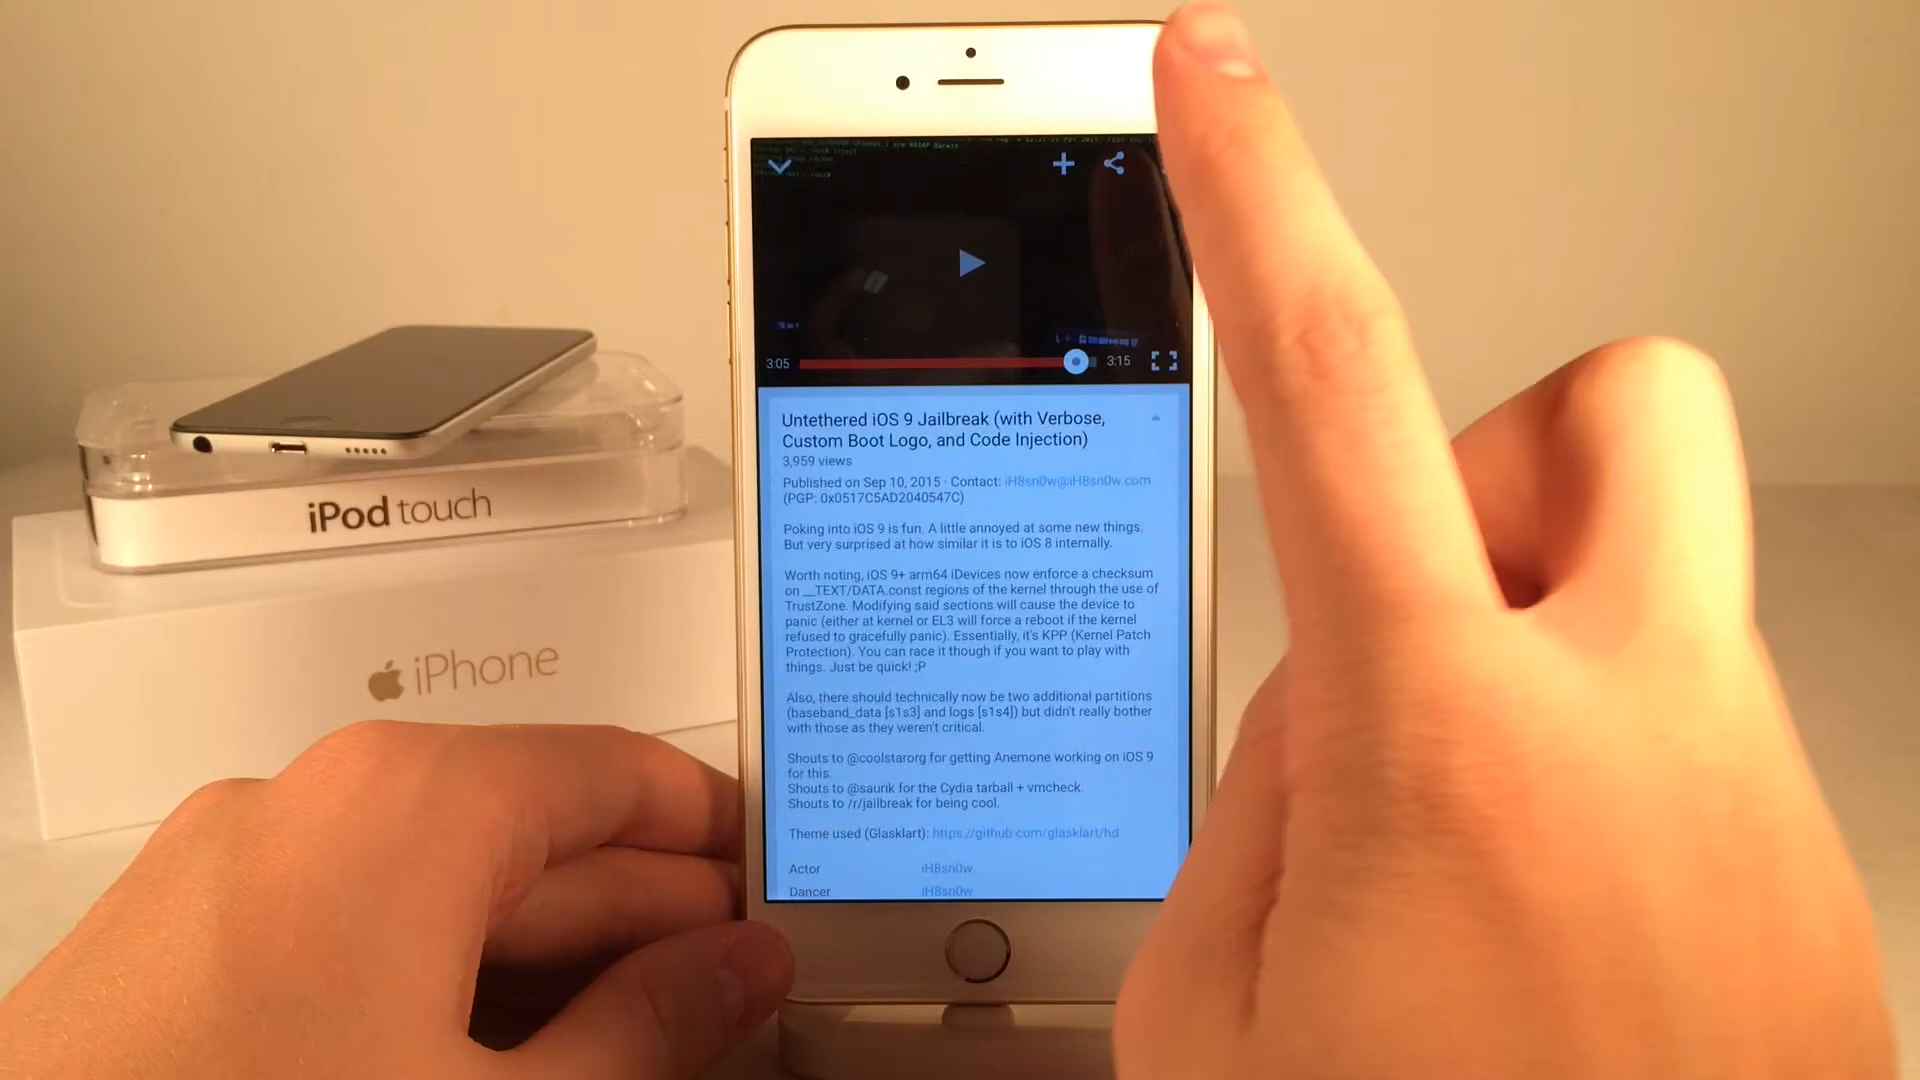 3:05
3:15
Untethered iOS 9 Jailbreak (with Verbose,
Custom Boot Logo, and Code Injection)
3,959 views
Published on Sep 10, 2015 · Contact: iH8sn0w@iH8sn0w.com
(PGP: 0x0517C5AD2040547C)
Poking into iOS 9 is fun. A little annoyed at some new things.
But very surprised at how similar it is to iOS 8 internally.
Worth noting, iOS 9+ arm64 iDevices now enforce a checksum
on __TEXT/DATA.const regions of the kernel through the use of
TrustZone. Modifying said sections will cause the device to
panic (either at kernel or EL3 will force a reboot if the kernel
refused to gracefully panic). Essentially, it's KPP (Kernel Patch
Protection). You can race it though if you want to play with
things. Just be quick! ;P
Also, there should technically now be two additional partitions
(baseband_data [s1s3] and logs [s1s4]) but didn't really bother
with those as they weren't critical.
Shouts to @coolstarorg for getting Anemone working on iOS 9
for this.
Shouts to @saurik for the Cydia tarball + vmcheck.
Shouts to /r/jailbreak for being cool.
Theme used (Glasklart): https://github.com/glasklart/hd
Actor iH8sn0w
Dancer iH8sn0w
iPod touch
iPhone